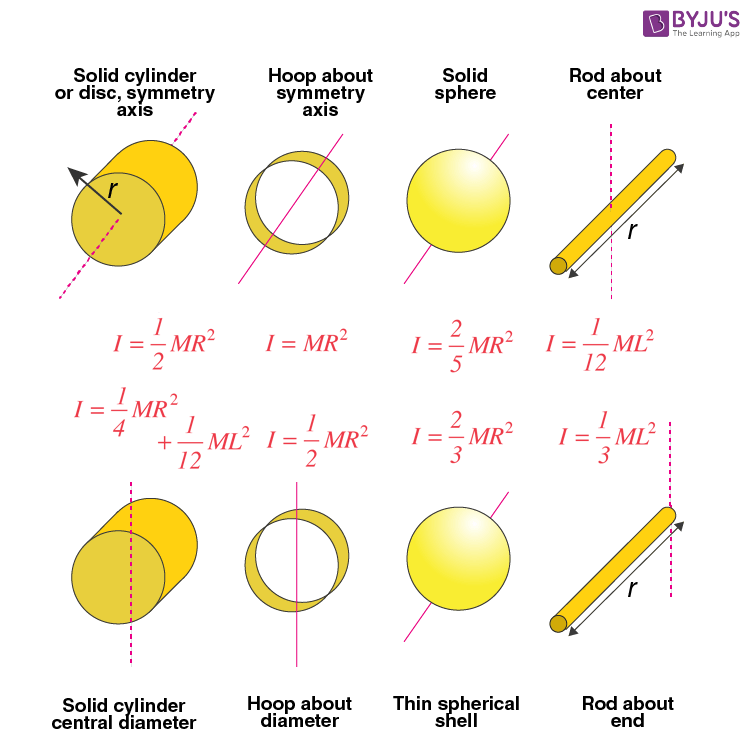 BYJU'S
The Learning App
Solid cylinder
or disc, symmetry
axis
Hoop about
symmetry
axis
Solid
sphere
Rod about
center
r
r
I = 1/2 MR²
I = MR²
I = 2/5 MR²
I = 1/12 ML²
I = 1/4 MR²
+ 1/12 ML²
I = 1/2 MR²
I = 2/3 MR²
I = 1/3 ML²
r
Solid cylinder
central diameter
Hoop about
diameter
Thin spherical
shell
Rod about
end